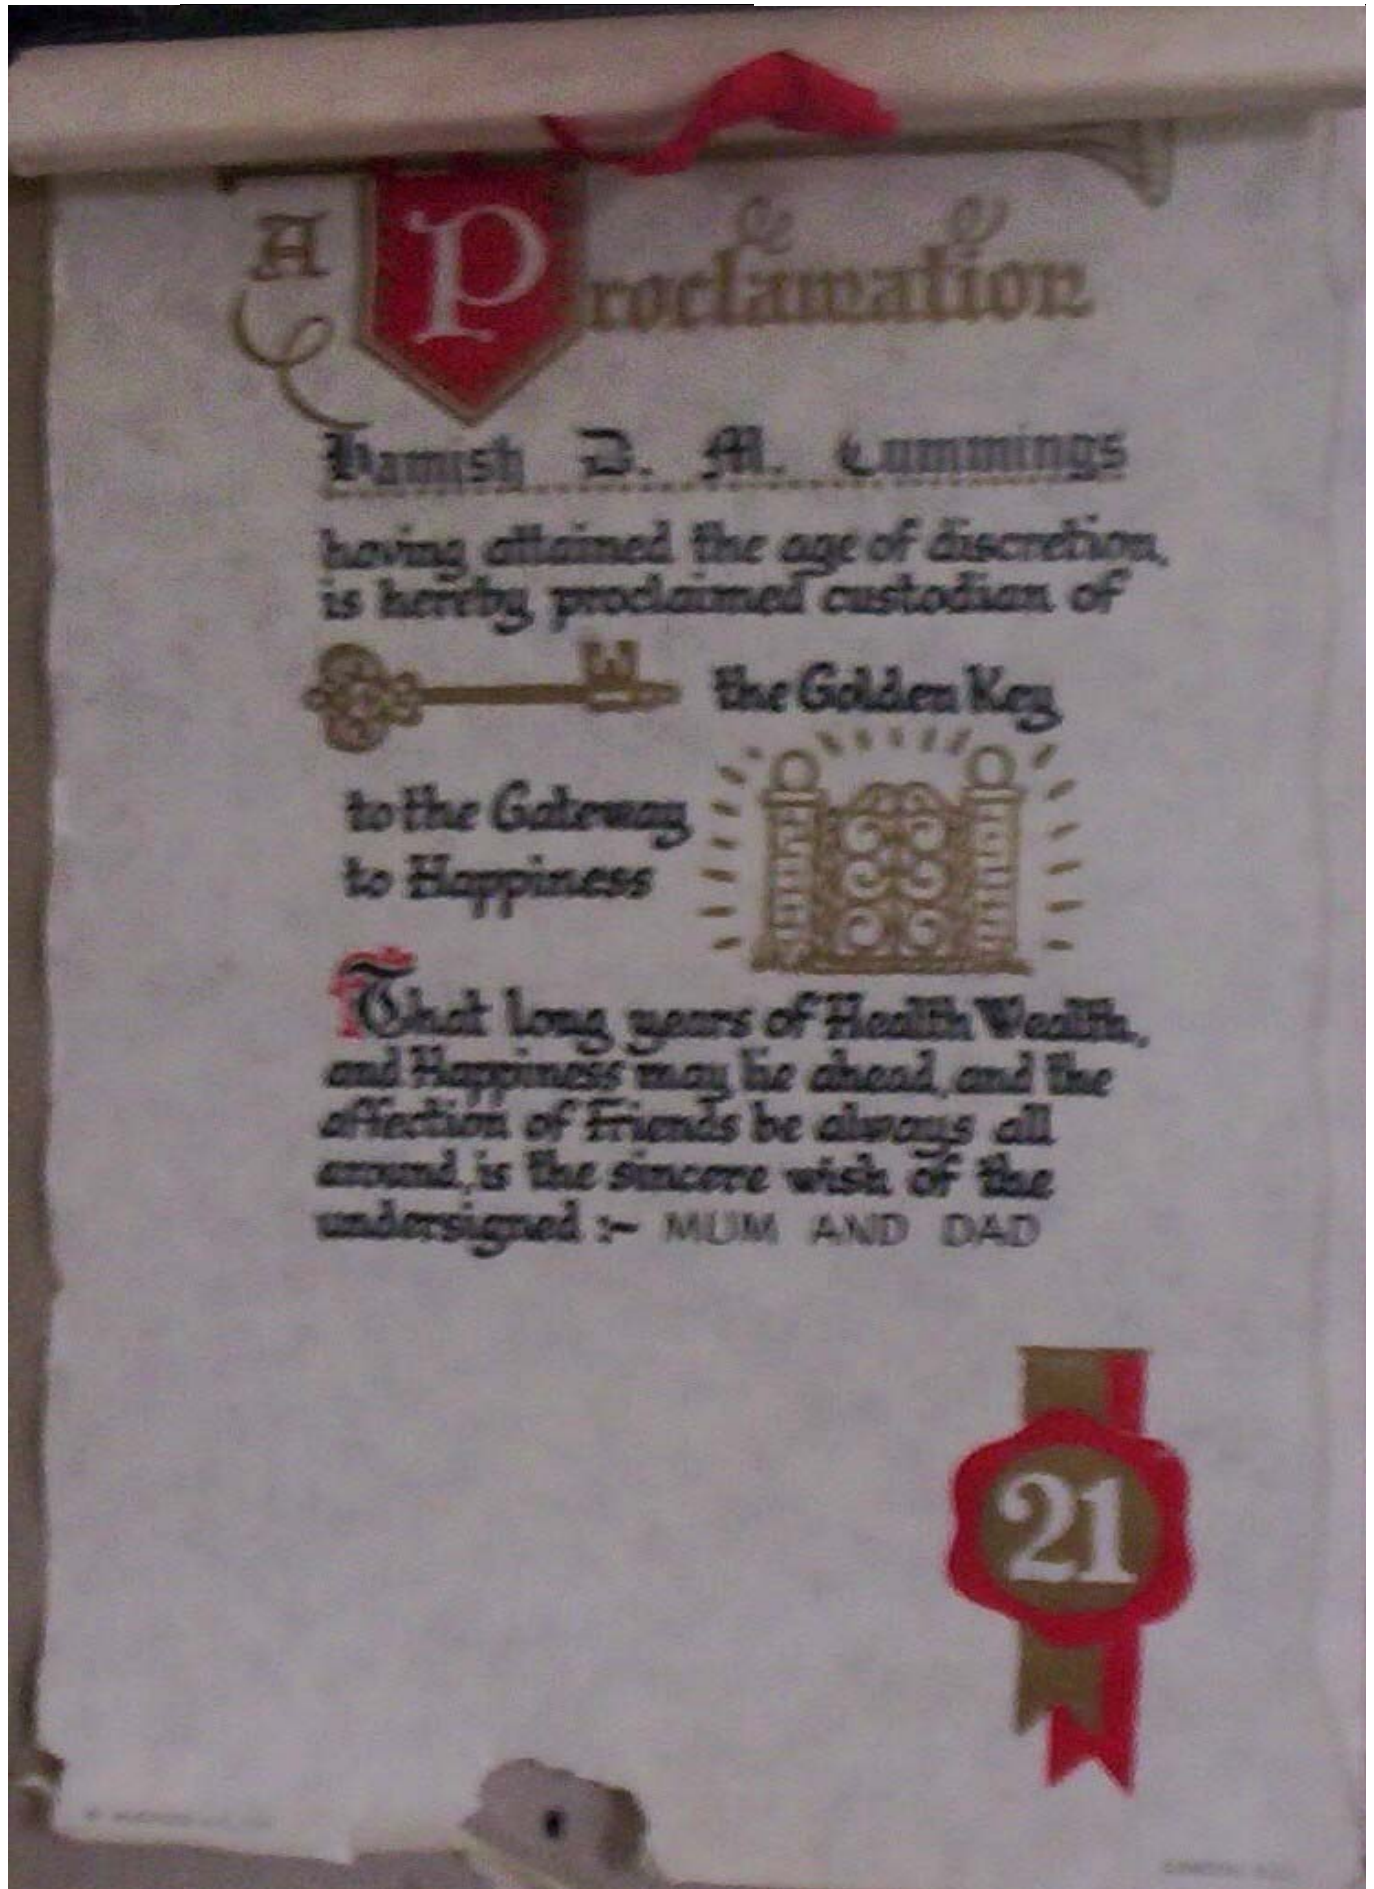 A Proclamation
Hamish D. M. Cummings
having attained the age of discretion,
is hereby proclaimed custodian of
the Golden Key
to the Gateway
to Happiness
That long years of Health Wealth,
and Happiness may lie ahead, and the
affection of Friends be always all
around, is the sincere wish of the
undersigned :- MUM AND DAD
21